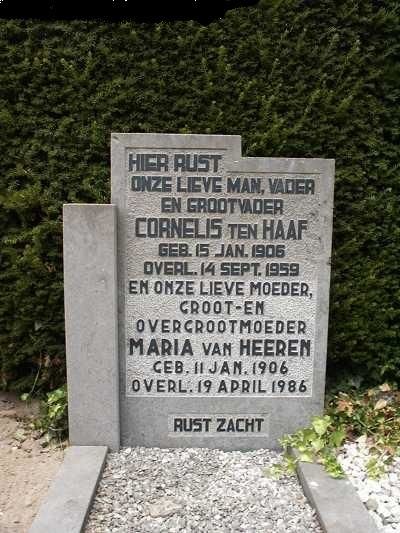 HIER RUST
ONZE LIEVE MAN, VADER
EN GROOTVADER
CORNELIS TEN HAAF
GEB. 15 JAN. 1906
OVERL. 14 SEPT. 1959
EN ONZE LIEVE MOEDER,
GROOT-EN
OVERGROOTMOEDER
MARIA VAN HEEREN
GEB. 11 JAN. 1906
OVERL. 19 APRIL 1986
RUST ZACHT